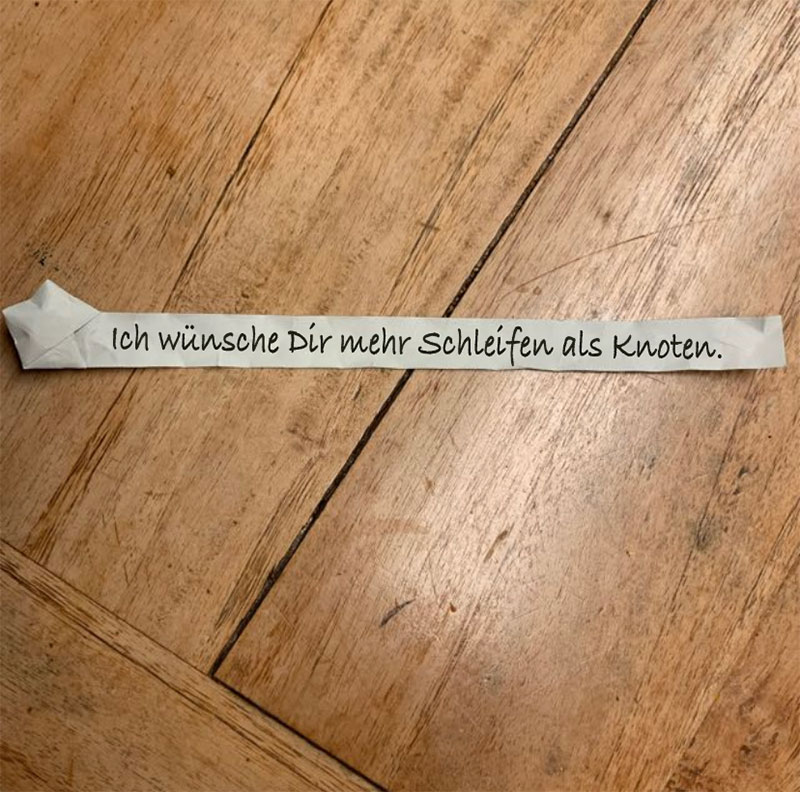 Ich wünsche Dir mehr Schleifen als Knoten.